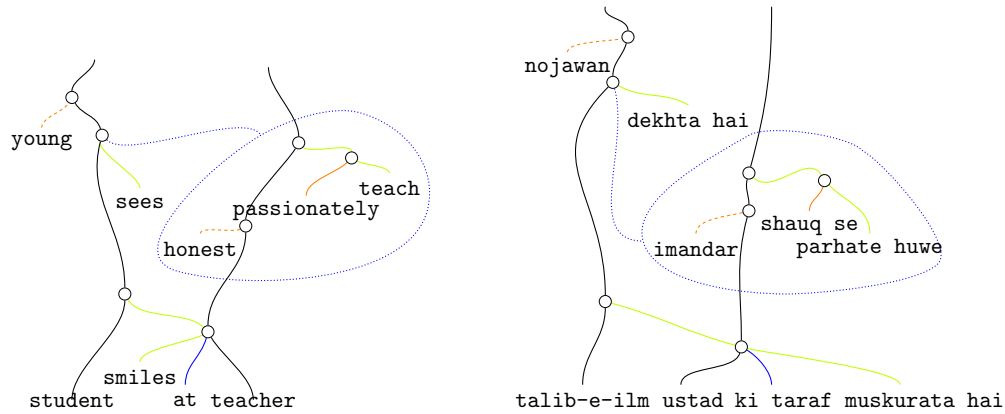 young
sees
passionately
teach
honest
smiles
student at teacher
nojawan
dekhta hai
shauq se
imandar
parhate huwe
talib-e-ilm ustad ki taraf muskurata hai